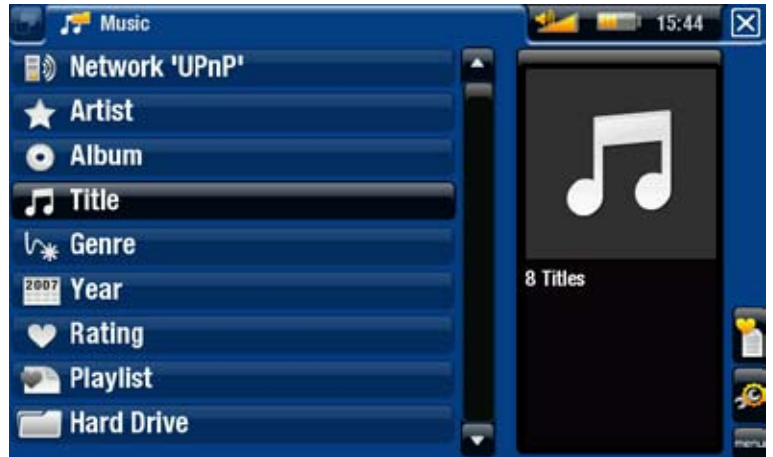 Music
15:44
Network 'UPnP'
Artist
Album
Title
Genre
2007
Year
Rating
Playlist
Hard Drive
8 Titles
menu